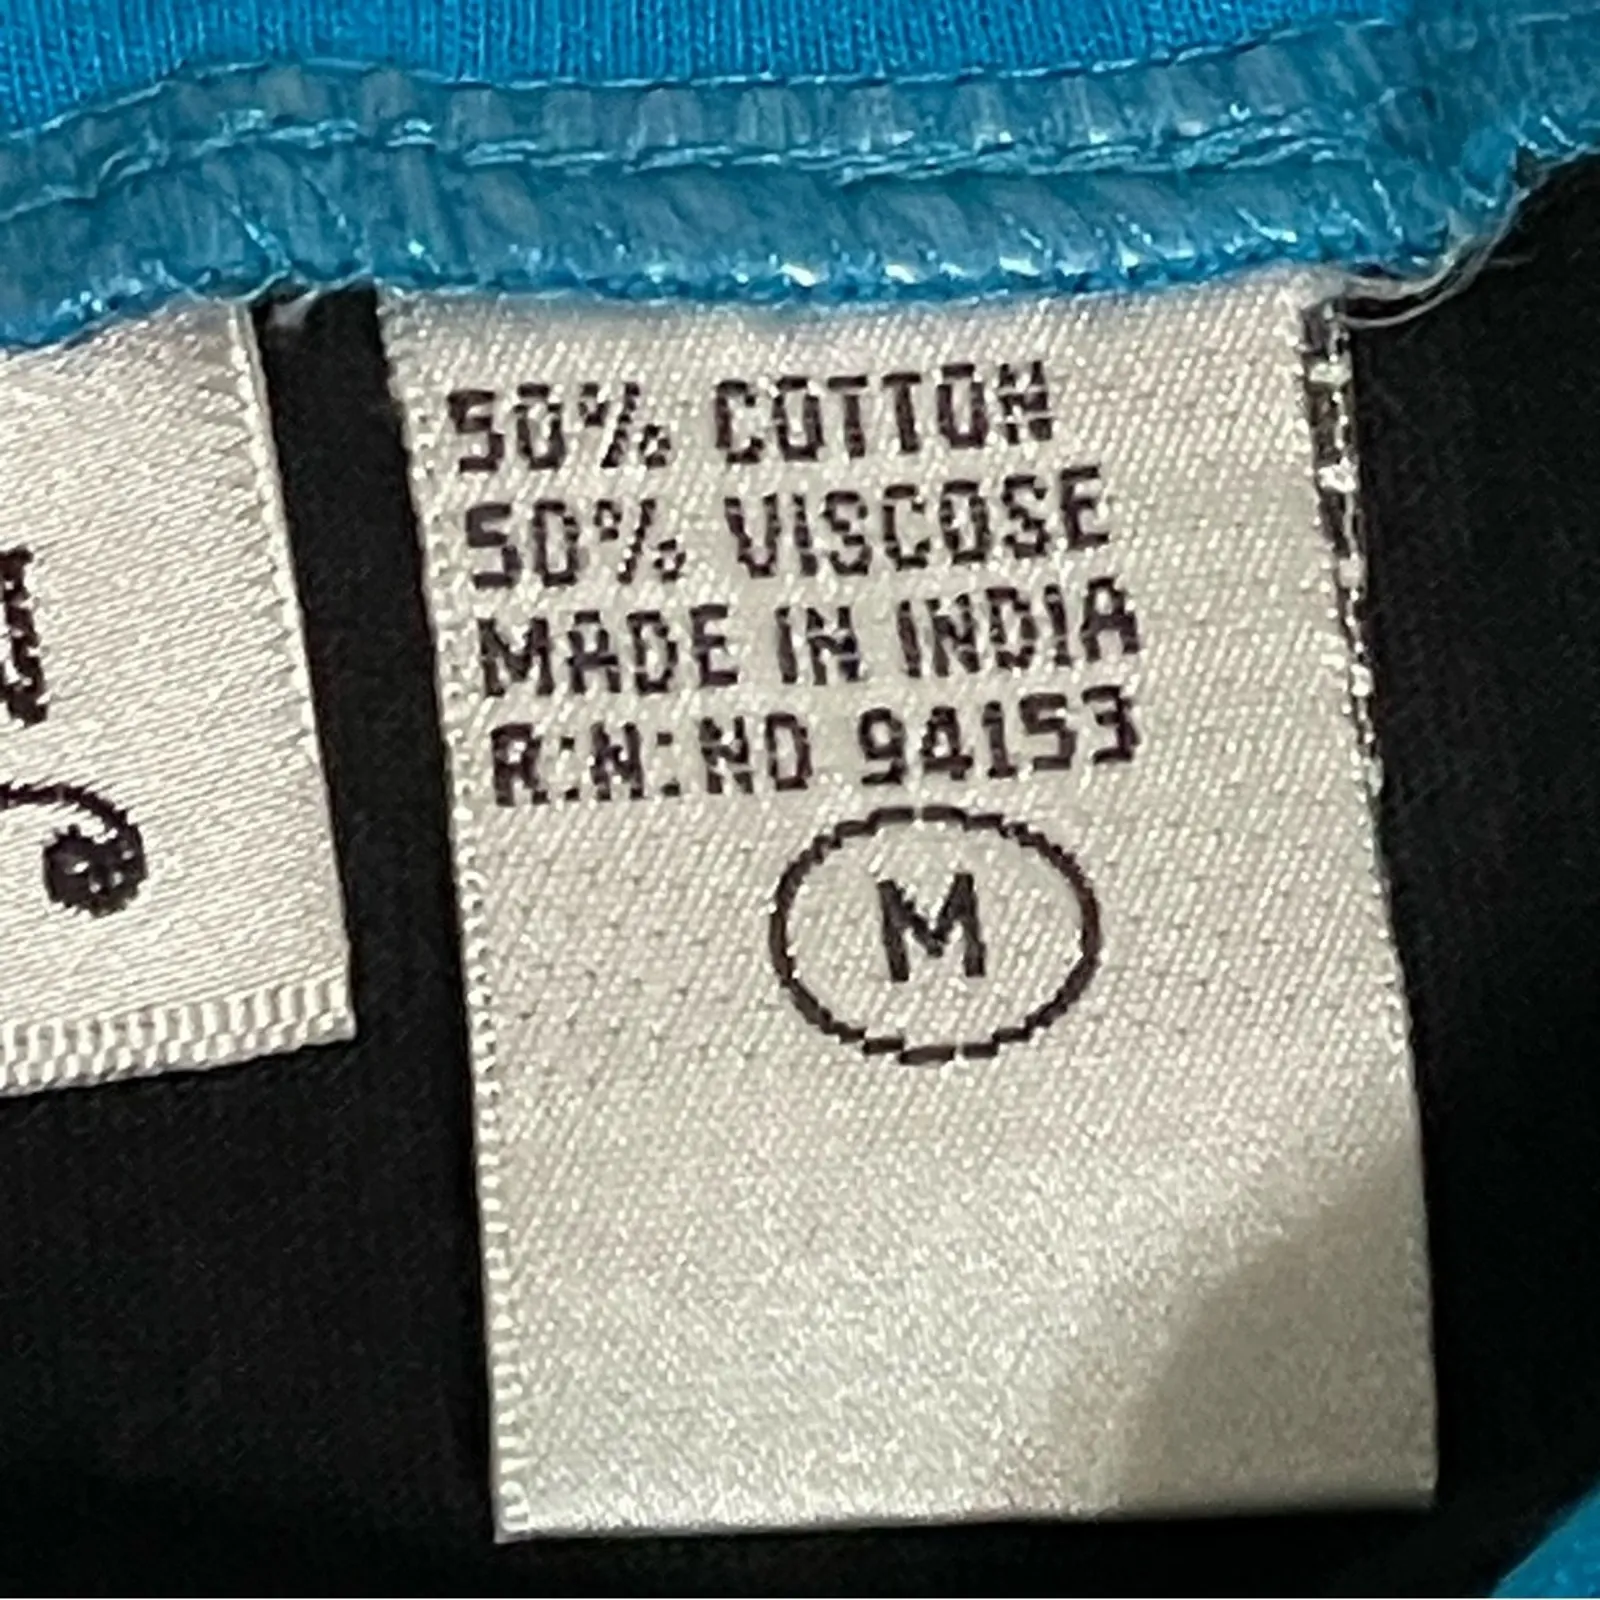 50% COTTON
50% VISCOSE
MADE IN INDIA
R:N:NO 94153
M